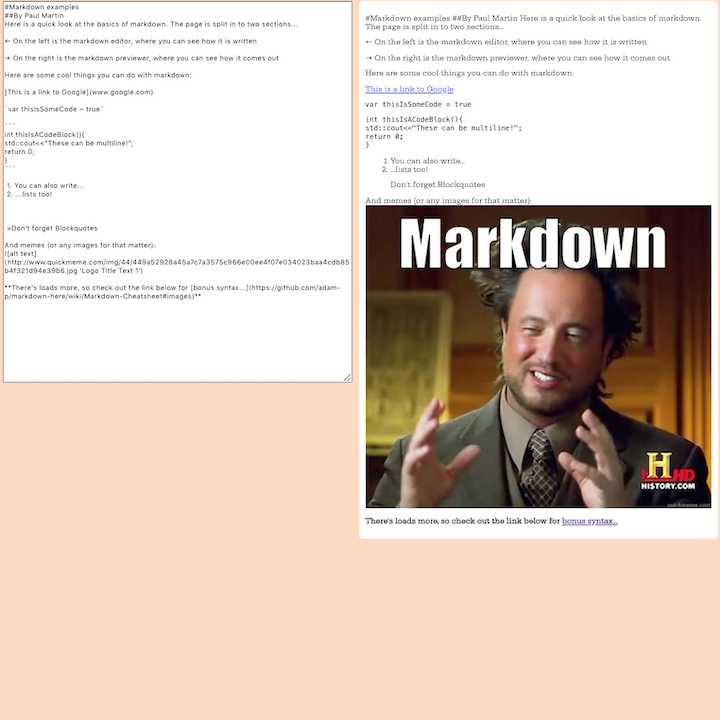 #Markdown examples
##By Paul Martin
Here is a quick look at the basics of markdown. The page is split in to two sections...
← On the left is the markdown editor, where you can see how it is written
→ On the right is the markdown previewer, where you can see how it comes out
Here are some cool things you can do with markdown:
[This is a link to Google](www.google.com)
`var thisIsSomeCode = true`
```
int thisIsACodeBlock(){
std::cout<<"These can be multiline!";
return 0;
}
```
1. You can also write...
2. ...lists too!
>Don't forget Blockquotes
And memes (or any images for that matter):
![alt text]
(http://www.quickmeme.com/img/44/449a52928a45a7c7a3575c966e00ee4f07e034023baa4cdb85
b4f321d94e39b6.jpg 'Logo Title Text 1')
**There's loads more, so check out the link below for [bonus syntax...](https://github.com/adam-
p/markdown-here/wiki/Markdown-Cheatsheet#images)**
#Markdown examples ##By Paul Martin Here is a quick look at the basics of markdown.
The page is split in to two sections...
← On the left is the markdown editor, where you can see how it is written
→ On the right is the markdown previewer, where you can see how it comes out
Here are some cool things you can do with markdown:
This is a link to Google
var thisIsSomeCode = true
int thisIsACodeBlock(){
std::cout<<"These can be multiline!";
return 0;
}
1. You can also write...
2. ...lists too!
Don't forget Blockquotes
And memes (or any images for that matter):
Markdown
H HD
HISTORY.COM
quickmeme.com
There's loads more, so check out the link below for bonus syntax...